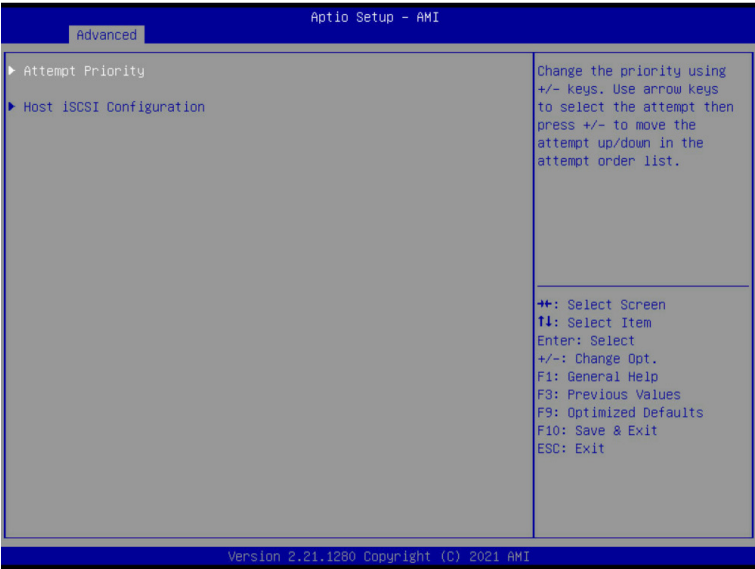 Aptio Setup – AMI
Advanced
▶ Attempt Priority
▶ Host iSCSI Configuration
Change the priority using
+/- keys. Use arrow keys
to select the attempt then
press +/- to move the
attempt up/down in the
attempt order list.
→←: Select Screen
↑↓: Select Item
Enter: Select
+/-: Change Opt.
F1: General Help
F3: Previous Values
F9: Optimized Defaults
F10: Save & Exit
ESC: Exit
Version 2.21.1280 Copyright (C) 2021 AMI